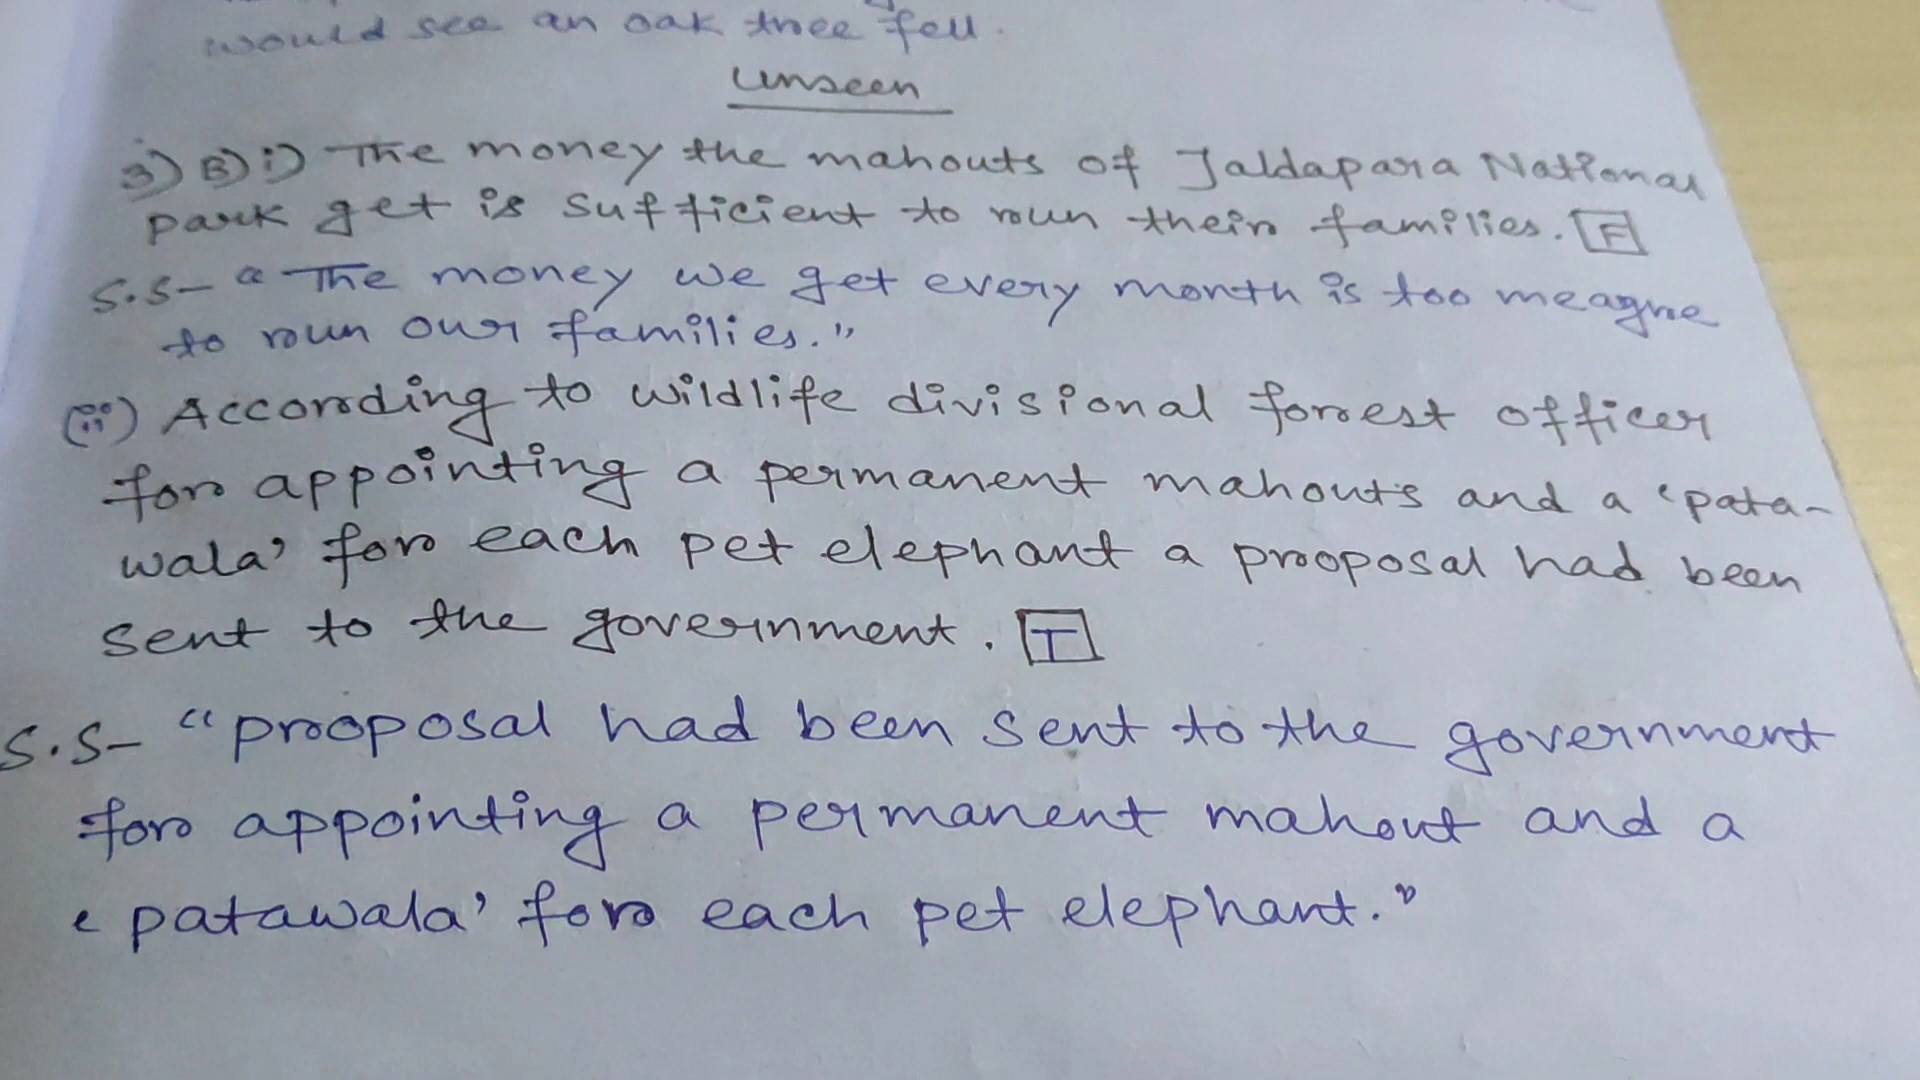 would see an oak tree fell.
Unseen
3) B) i) The money the mahouts of Jaldapara National
park get is sufficient to run their families. F
S.S- "The money we get every month is too meagre
to run our families."
(ii) According to wildlife divisional forest officer
for appointing a permanent mahouts and a 'pata-
wala' for each pet elephant a proposal had been
sent to the government. T
S.S- "proposal had been sent to the government
for appointing a permanent mahout and a
'patawala' for each pet elephant."